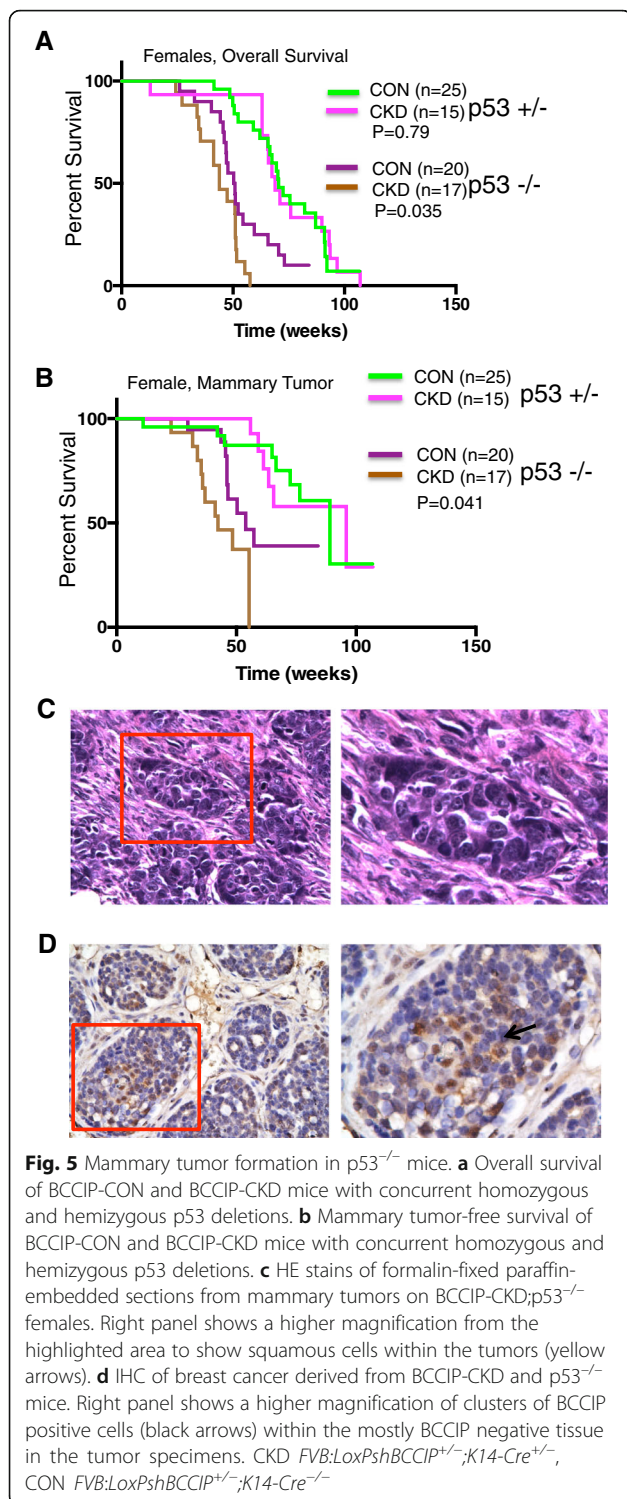 A
Females, Overall Survival
CON (n=25)
CKD (n=15) p53 +/-
P=0.79
CON (n=20)
CKD (n=17) p53 -/-
P=0.035
Percent Survival
100
50
0
0 50 100 150
Time (weeks)
B
Female, Mammary Tumor
CON (n=25)
CKD (n=15) p53 +/-
CON (n=20)
CKD (n=17) p53 -/-
P=0.041
Percent Survival
100
50
0
0 50 100 150
Time (weeks)
C
D
Fig. 5 Mammary tumor formation in p53⁻/⁻ mice. a Overall survival
of BCCIP-CON and BCCIP-CKD mice with concurrent homozygous
and hemizygous p53 deletions. b Mammary tumor-free survival of
BCCIP-CON and BCCIP-CKD mice with concurrent homozygous and
hemizygous p53 deletions. c HE stains of formalin-fixed paraffin-
embedded sections from mammary tumors on BCCIP-CKD;p53⁻/⁻
females. Right panel shows a higher magnification from the
highlighted area to show squamous cells within the tumors (yellow
arrows). d IHC of breast cancer derived from BCCIP-CKD and p53⁻/⁻
mice. Right panel shows a higher magnification of clusters of BCCIP
positive cells (black arrows) within the mostly BCCIP negative tissue
in the tumor specimens. CKD FVB:LoxPshBCCIP⁺/⁻;K14-Cre⁺/⁻,
CON FVB:LoxPshBCCIP⁺/⁻;K14-Cre⁻/⁻